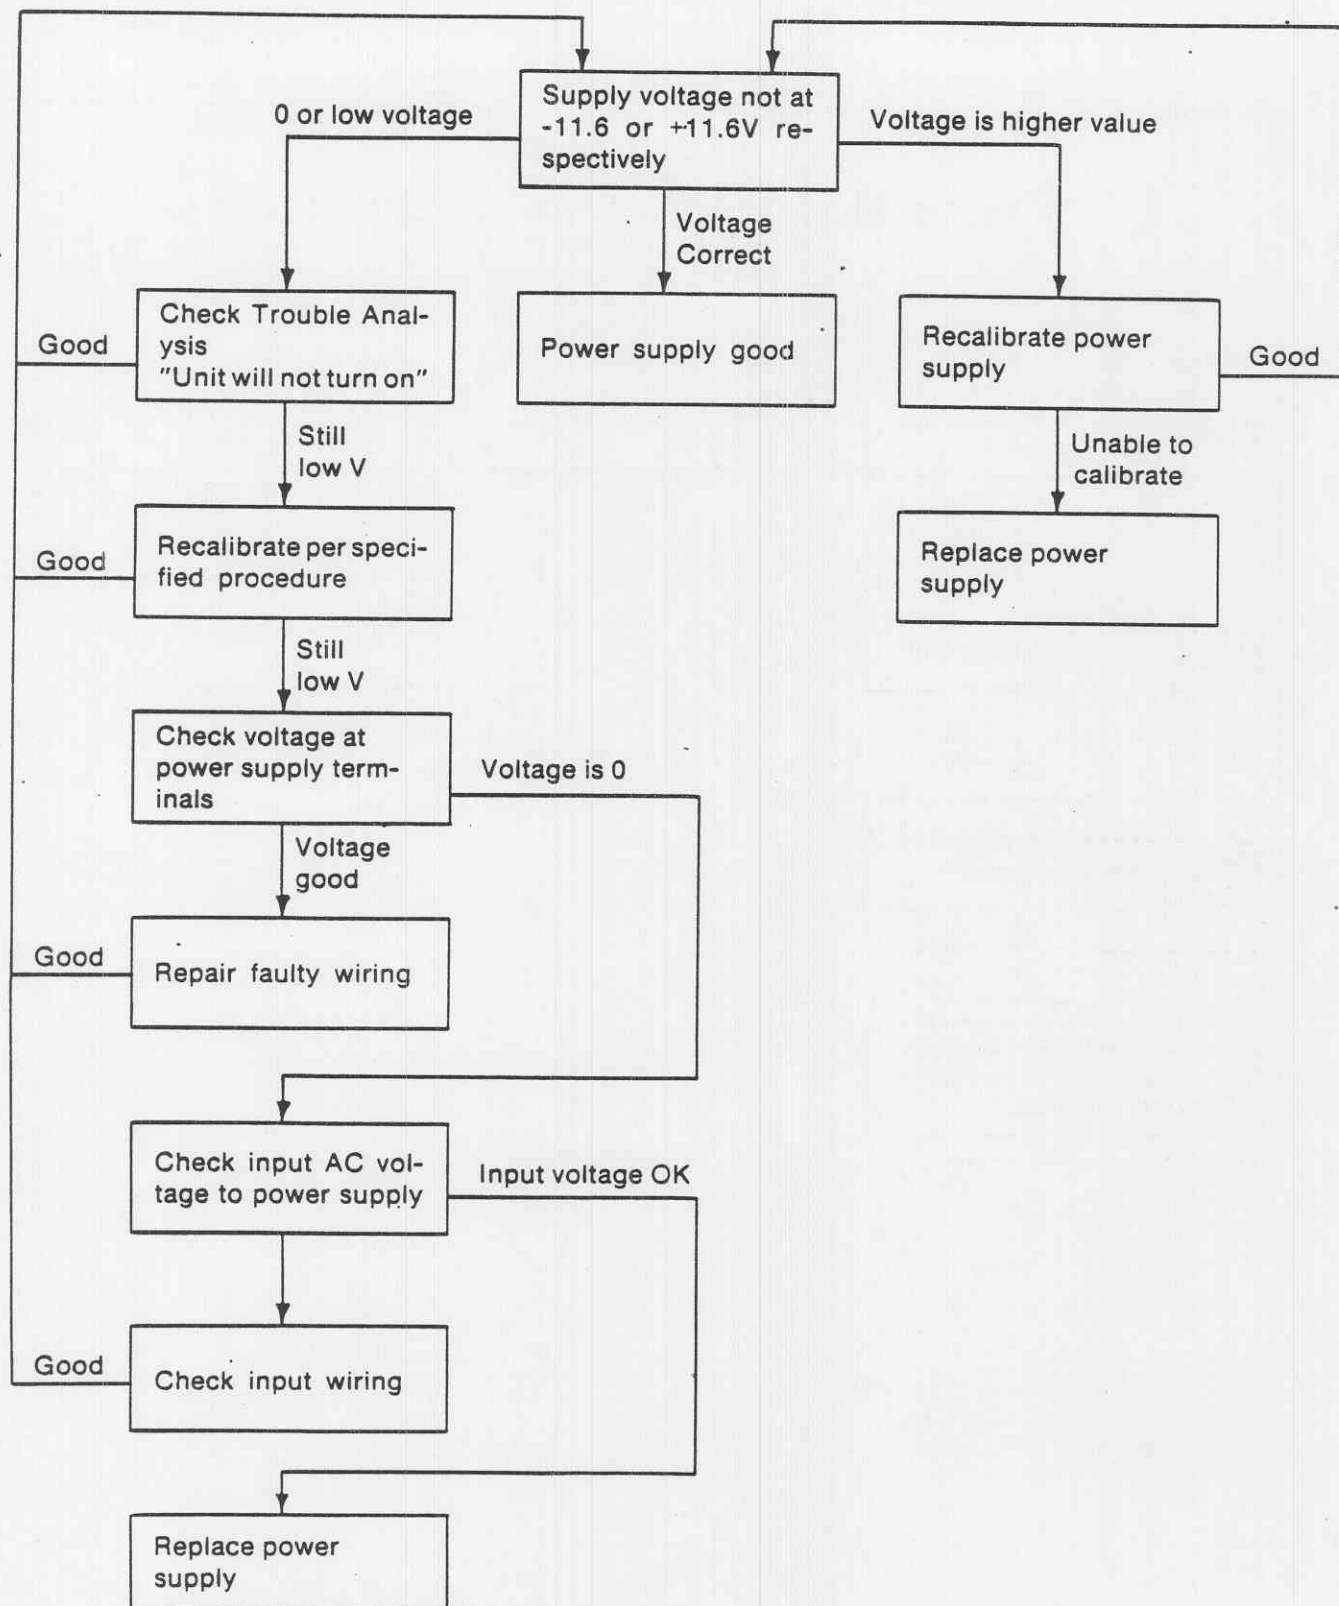 Supply voltage not at
-11.6 or +11.6V re-
spectively
0 or low voltage
Voltage is higher value
Voltage
Correct
Check Trouble Anal-
ysis
"Unit will not turn on"
Good
Power supply good
Recalibrate power
supply
Good
Still
low V
Unable to
calibrate
Recalibrate per speci-
fied procedure
Good
Replace power
supply
Still
low V
Check voltage at
power supply term-
inals
Voltage is 0
Voltage
good
Good
Repair faulty wiring
Check input AC vol-
tage to power supply
Input voltage OK
Good
Check input wiring
Replace power
supply